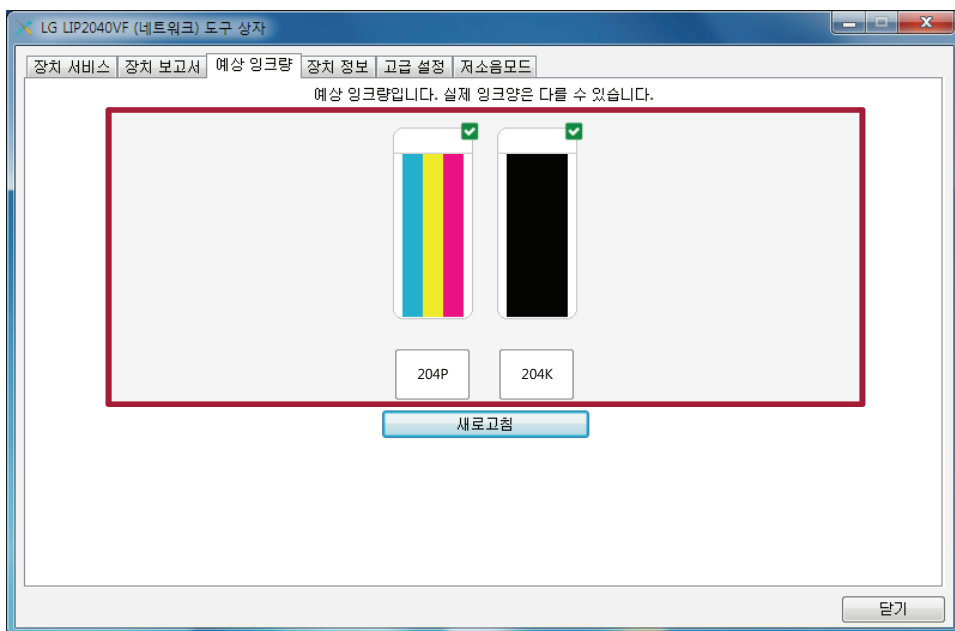 LG LIP2040VF (네트워크) 도구 상자
장치 서비스 장치 보고서 예상 잉크량 장치 정보 고급 설정 저소음모드
예상 잉크량입니다. 실제 잉크양은 다를 수 있습니다.
204P 204K
새로고침
닫기